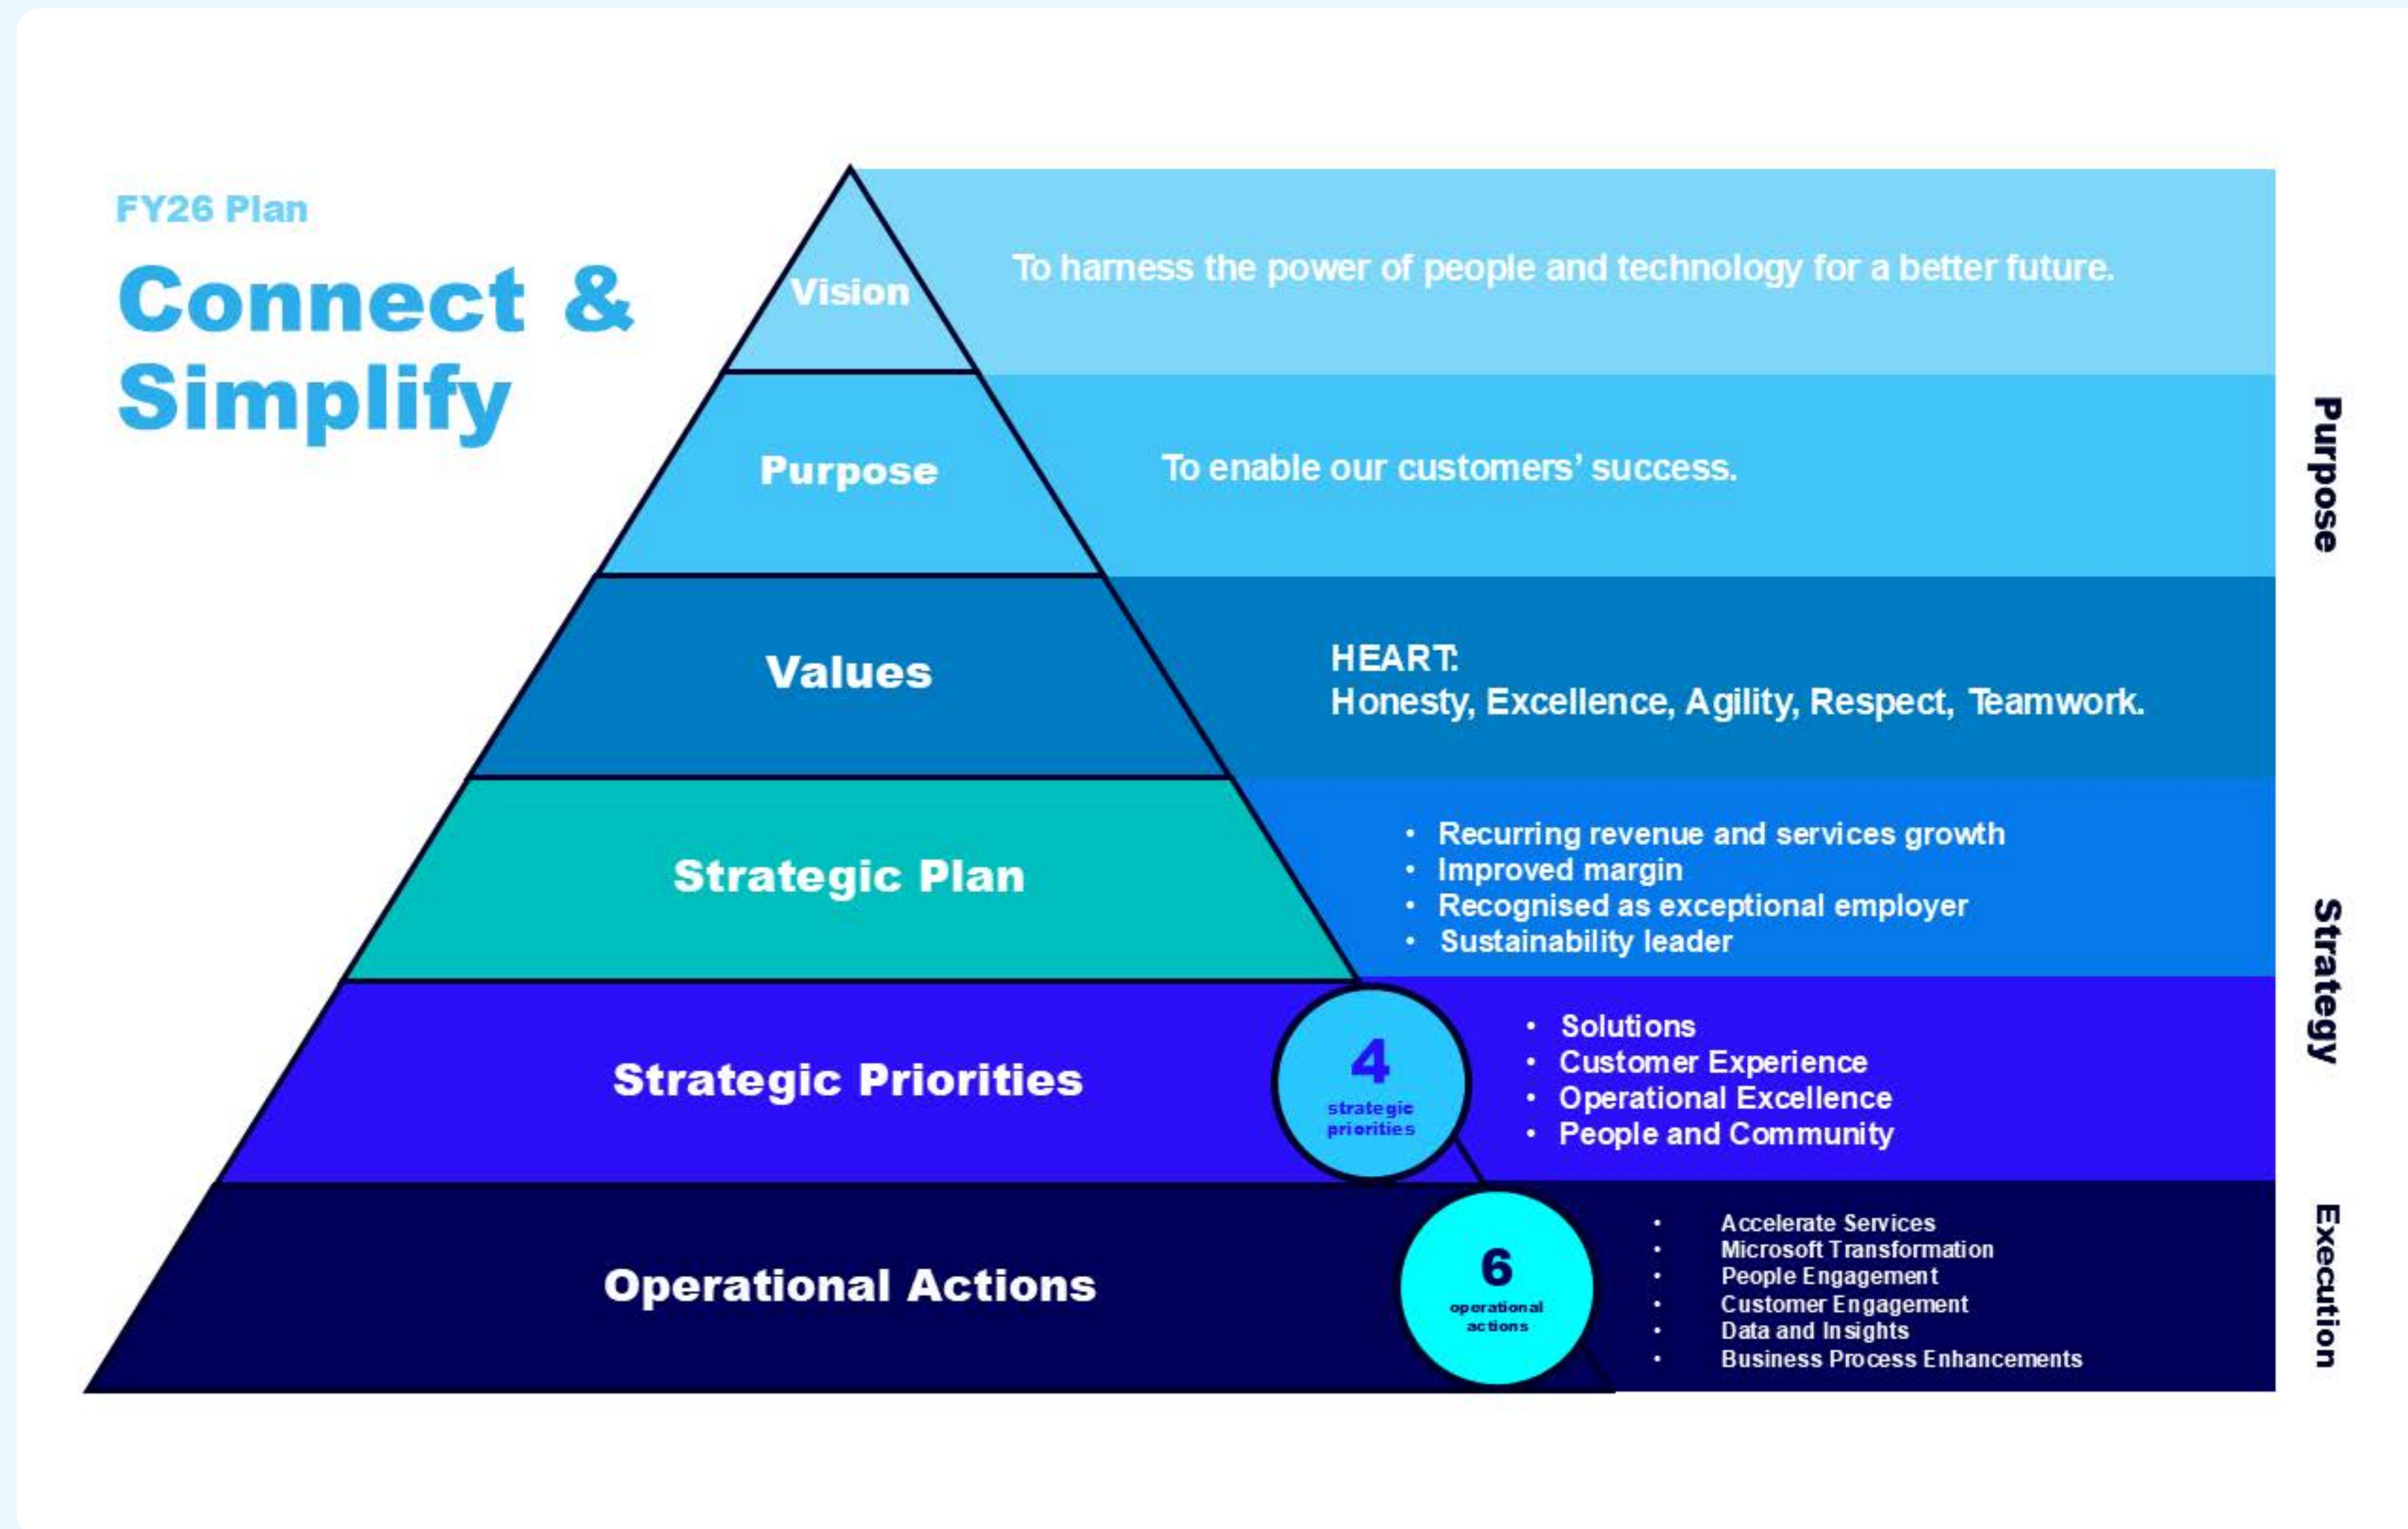 FY26 Plan
Connect &
Simplify
Vision
To harness the power of people and technology for a better future.
Purpose
To enable our customers’ success.
Values
HEART:
Honesty, Excellence, Agility, Respect, Teamwork.
Purpose
Strategic Plan
• Recurring revenue and services growth
• Improved margin
• Recognised as exceptional employer
• Sustainability leader
Strategic Priorities
4
strategic
priorities
• Solutions
• Customer Experience
• Operational Excellence
• People and Community
Strategy
Operational Actions
6
operational
actions
• Accelerate Services
• Microsoft Transformation
• People Engagement
• Customer Engagement
• Data and Insights
• Business Process Enhancements
Execution